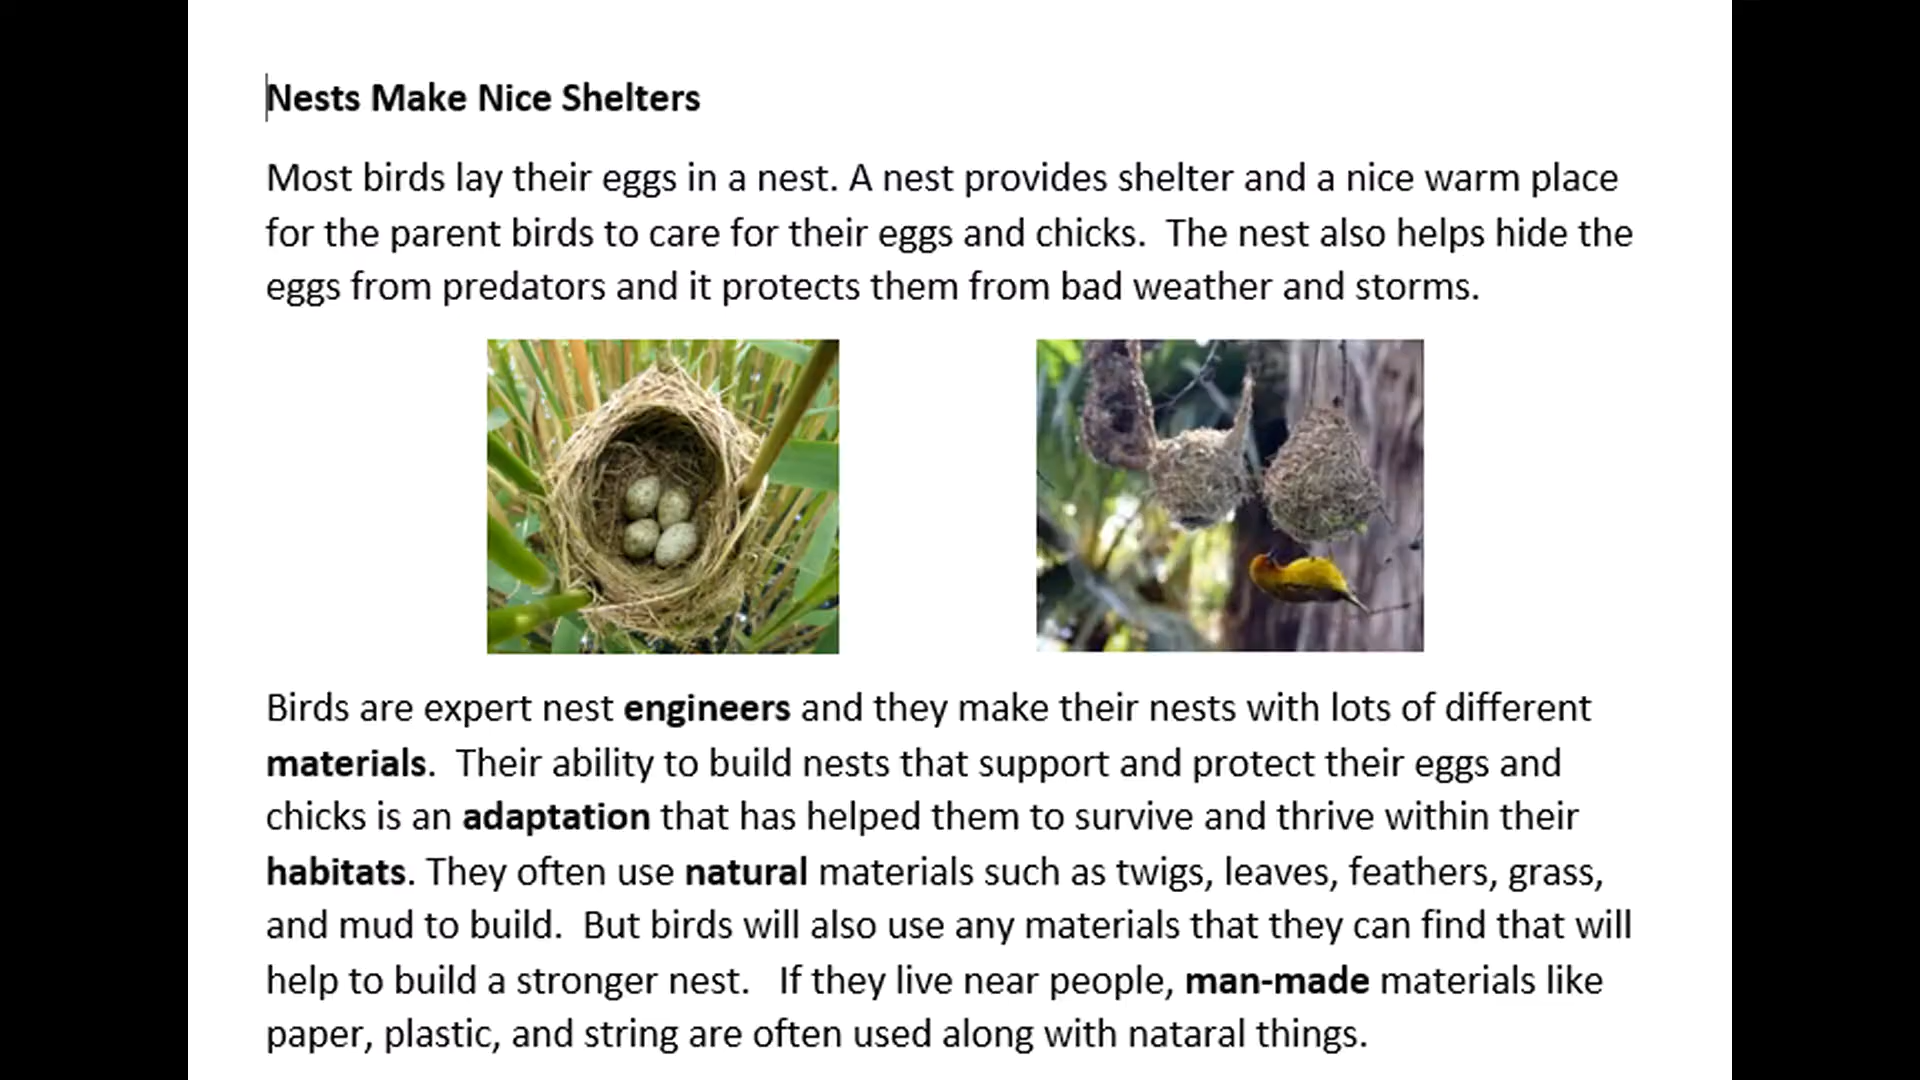 Nests Make Nice Shelters
Most birds lay their eggs in a nest. A nest provides shelter and a nice warm place
for the parent birds to care for their eggs and chicks.  The nest also helps hide the
eggs from predators and it protects them from bad weather and storms.
Birds are expert nest engineers and they make their nests with lots of different
materials.  Their ability to build nests that support and protect their eggs and
chicks is an adaptation that has helped them to survive and thrive within their
habitats. They often use natural materials such as twigs, leaves, feathers, grass,
and mud to build.  But birds will also use any materials that they can find that will
help to build a stronger nest.   If they live near people, man-made materials like
paper, plastic, and string are often used along with nataral things.